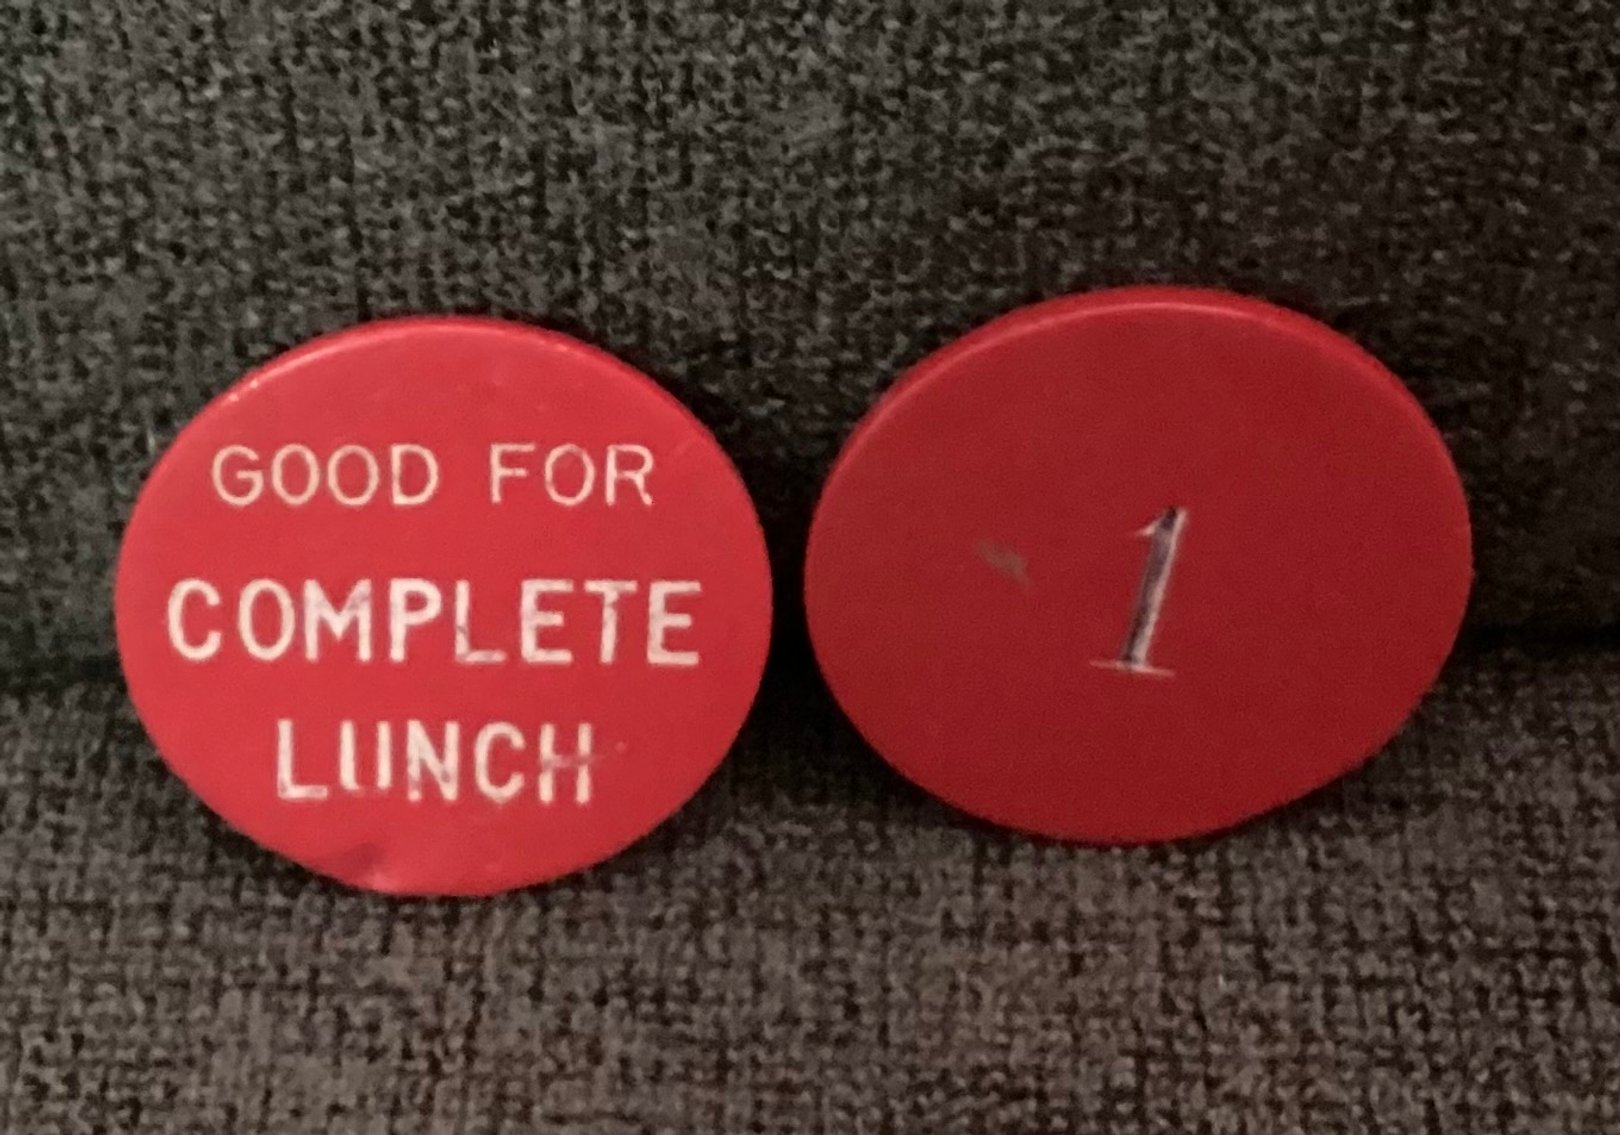 GOOD FOR
COMPLETE
LUNCH
1